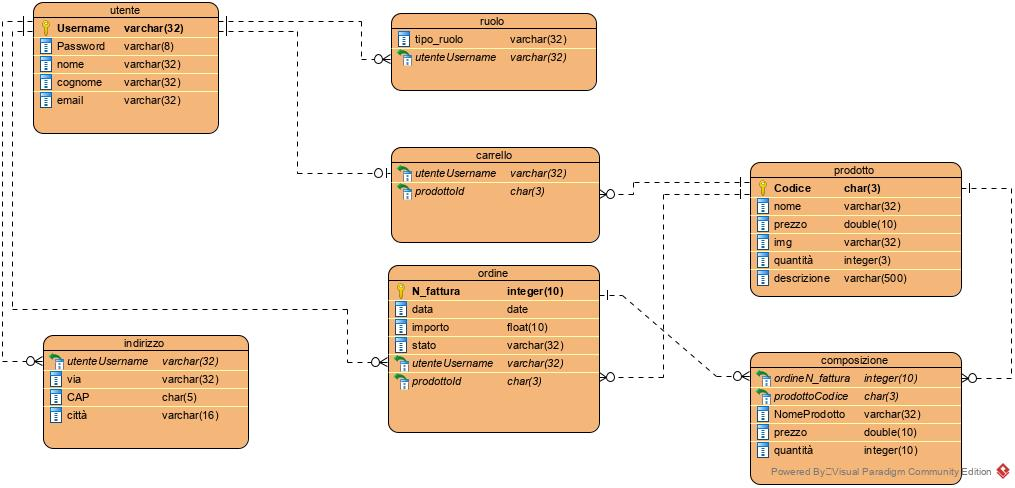 utente
Username varchar(32)
Password varchar(8)
nome varchar(32)
cognome varchar(32)
email varchar(32)
ruolo
tipo_ruolo varchar(32)
utenteUsername varchar(32)
carrello
utenteUsername varchar(32)
prodottoId char(3)
prodotto
Codice char(3)
nome varchar(32)
prezzo double(10)
img varchar(32)
quantità integer(3)
descrizione varchar(500)
ordine
N_fattura integer(10)
data date
importo float(10)
stato varchar(32)
utenteUsername varchar(32)
prodottoId char(3)
indirizzo
utenteUsername varchar(32)
via varchar(32)
CAP char(5)
città varchar(16)
composizione
ordineN_fattura integer(10)
prodottoCodice char(3)
NomeProdotto varchar(32)
prezzo double(10)
quantità integer(10)
Powered By Visual Paradigm Community Edition